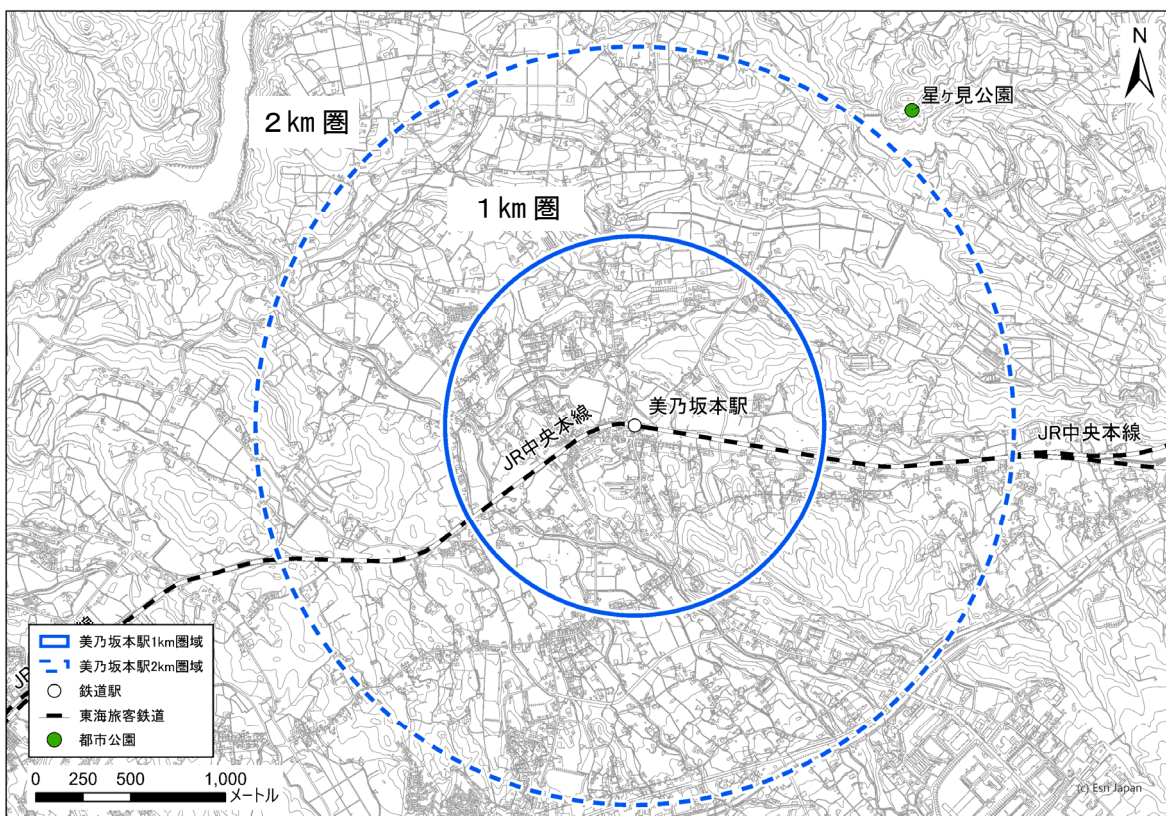 N
星ヶ見公園
２㎞圏
１㎞圏
美乃坂本駅
JR中央本線
JR中央本線
JR
線
美乃坂本駅1km圏域
美乃坂本駅2km圏域
鉄道駅
東海旅客鉄道
都市公園
0 250 500 1,000
メートル
(c) Esri Japan